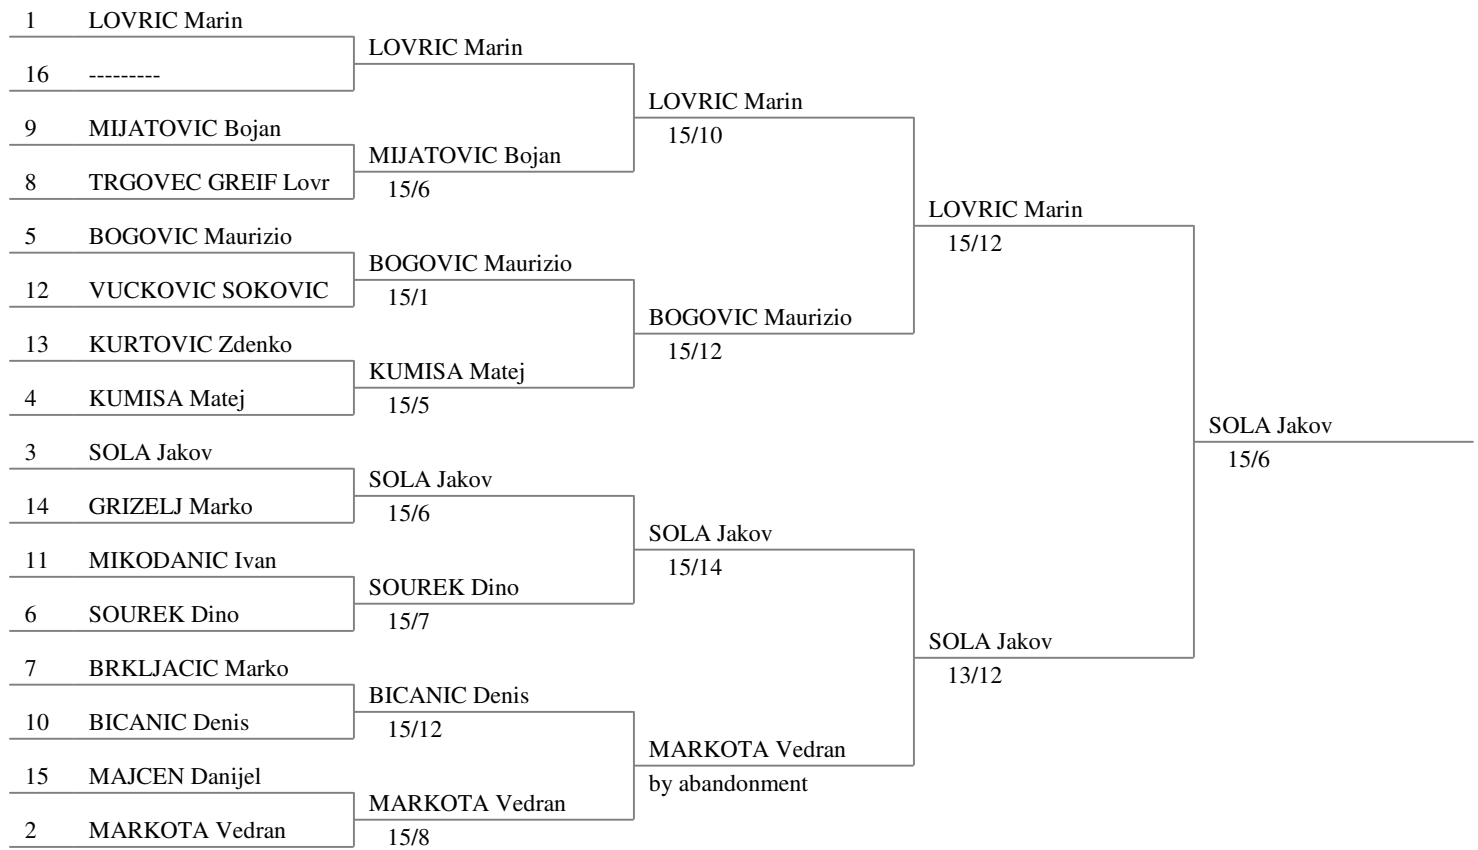 1 LOVRIC Marin
16 ---------
9 MIJATOVIC Bojan
8 TRGOVEC GREIF Lovr
5 BOGOVIC Maurizio
12 VUCKOVIC SOKOVIC
13 KURTOVIC Zdenko
4 KUMISA Matej
3 SOLA Jakov
14 GRIZELJ Marko
11 MIKODANIC Ivan
6 SOUREK Dino
7 BRKLJACIC Marko
10 BICANIC Denis
15 MAJCEN Danijel
2 MARKOTA Vedran
LOVRIC Marin
MIJATOVIC Bojan
15/6
BOGOVIC Maurizio
15/1
KUMISA Matej
15/5
SOLA Jakov
15/6
SOUREK Dino
15/7
BICANIC Denis
15/12
MARKOTA Vedran
15/8
LOVRIC Marin
15/10
BOGOVIC Maurizio
15/12
SOLA Jakov
15/14
MARKOTA Vedran
by abandonment
LOVRIC Marin
15/12
SOLA Jakov
13/12
SOLA Jakov
15/6